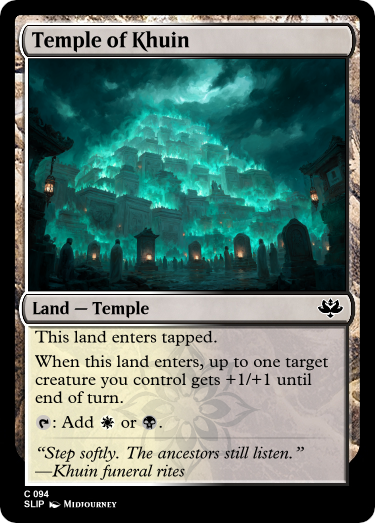 Temple of Khuin
Land — Temple
This land enters tapped.
When this land enters, up to one target
creature you control gets +1/+1 until
end of turn.
: Add or .
“Step softly. The ancestors still listen.”
—Khuin funeral rites
C 094
SLIP Midjourney